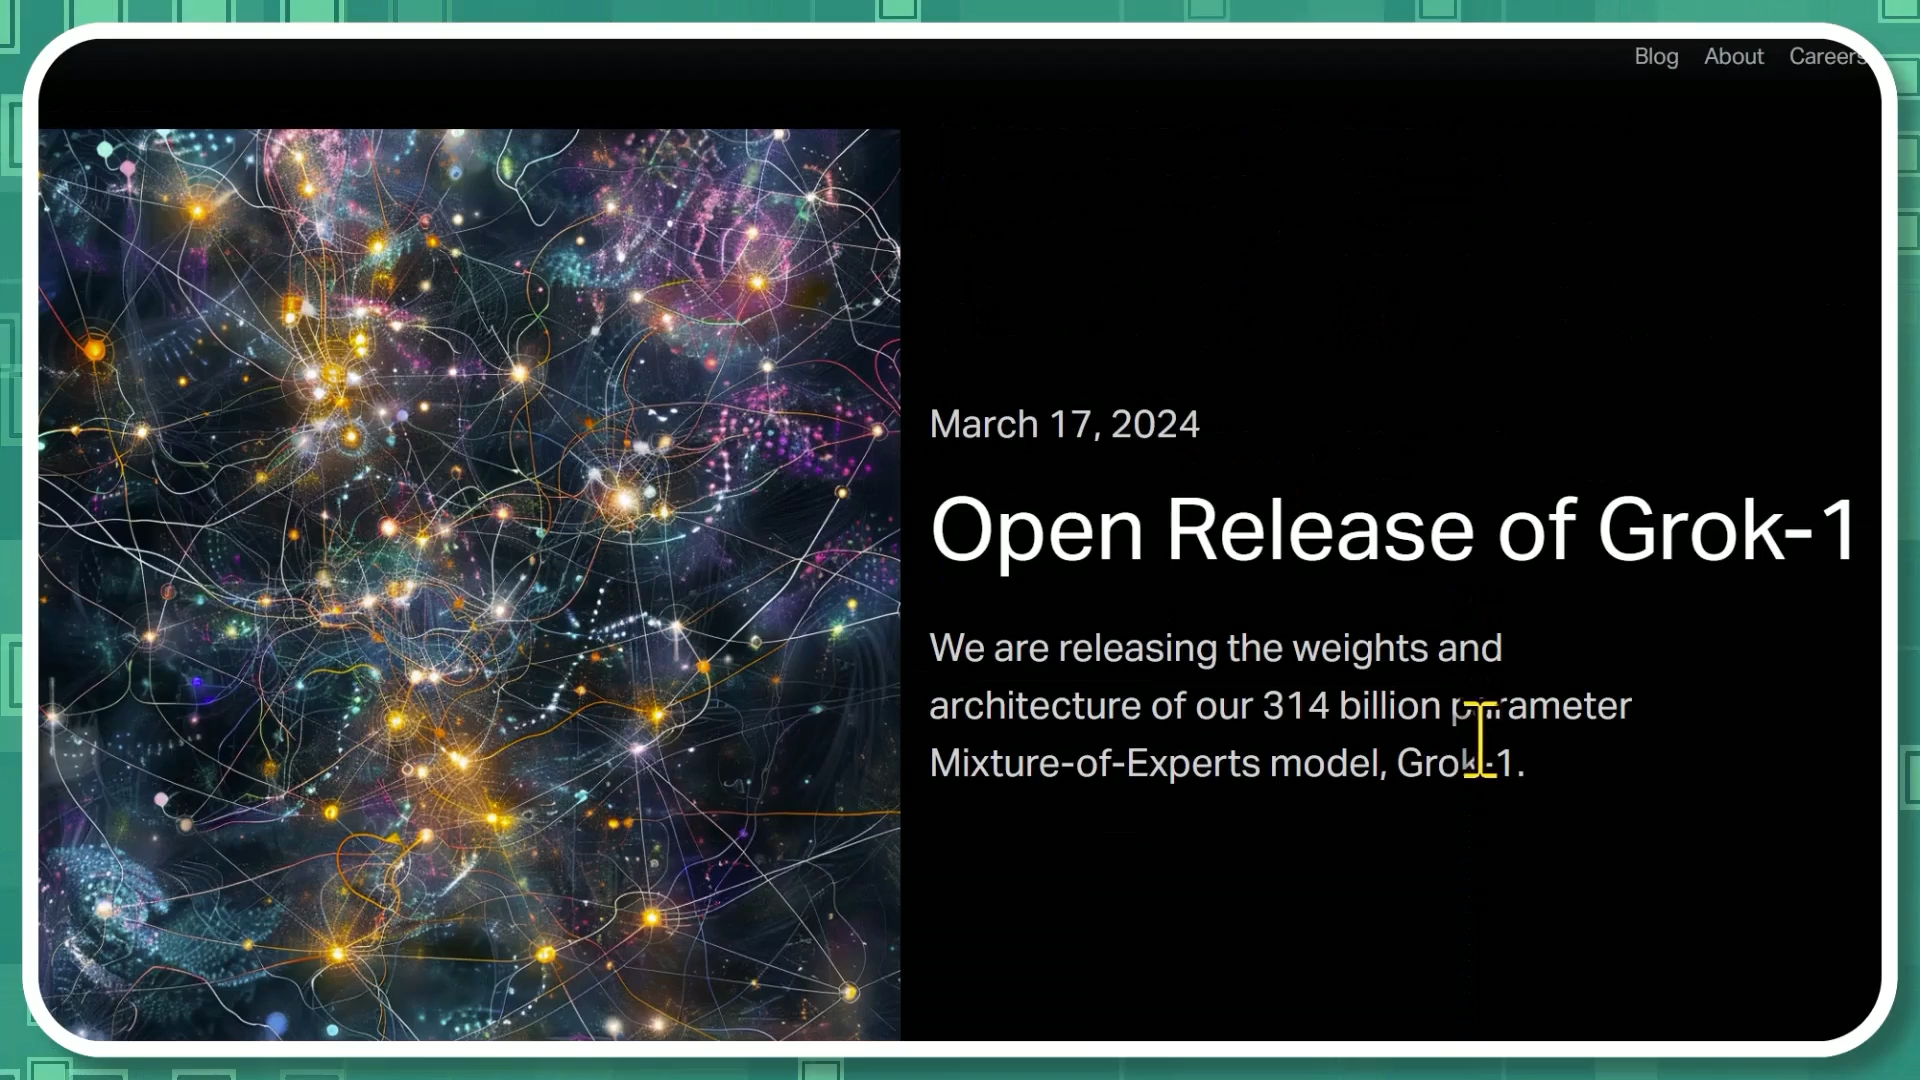 Blog About Careers
March 17, 2024
Open Release of Grok-1
We are releasing the weights and
architecture of our 314 billion parameter
Mixture-of-Experts model, Grok-1.